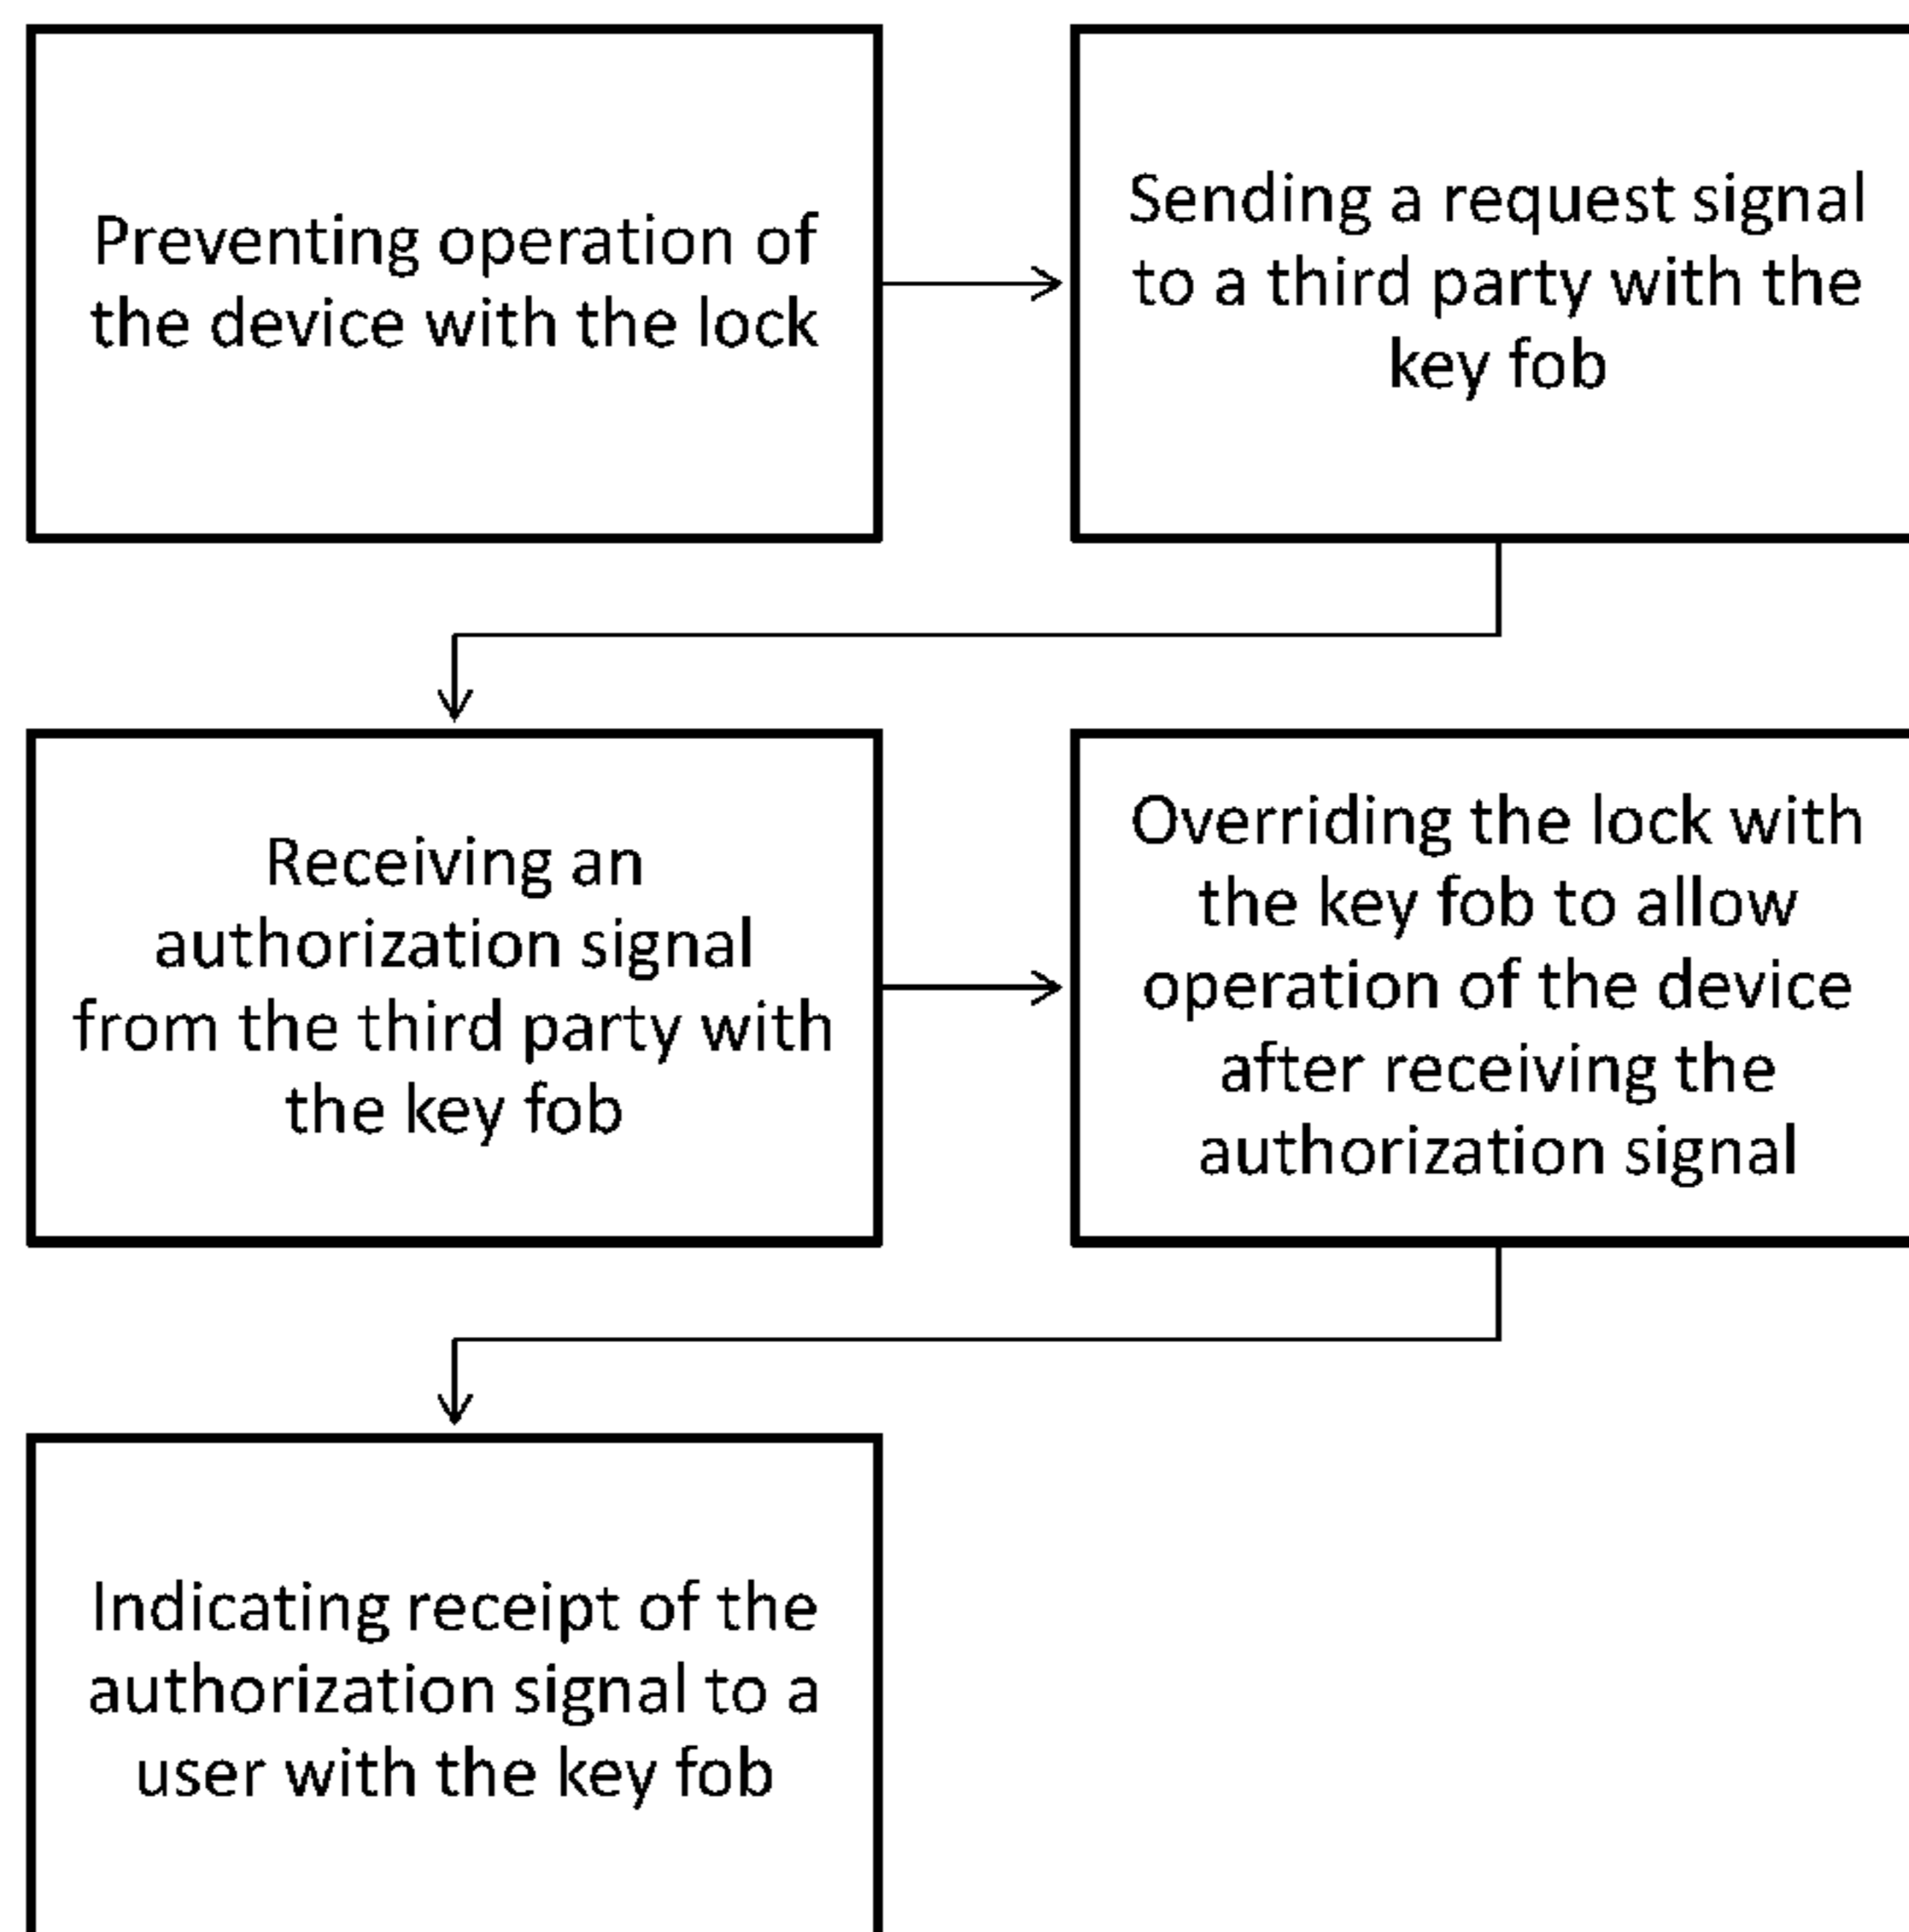 Preventing operation of
the device with the lock
Sending a request signal
to a third party with the
key fob
Receiving an
authorization signal
from the third party with
the key fob
Overriding the lock with
the key fob to allow
operation of the device
after receiving the
authorization signal
Indicating receipt of the
authorization signal to a
user with the key fob